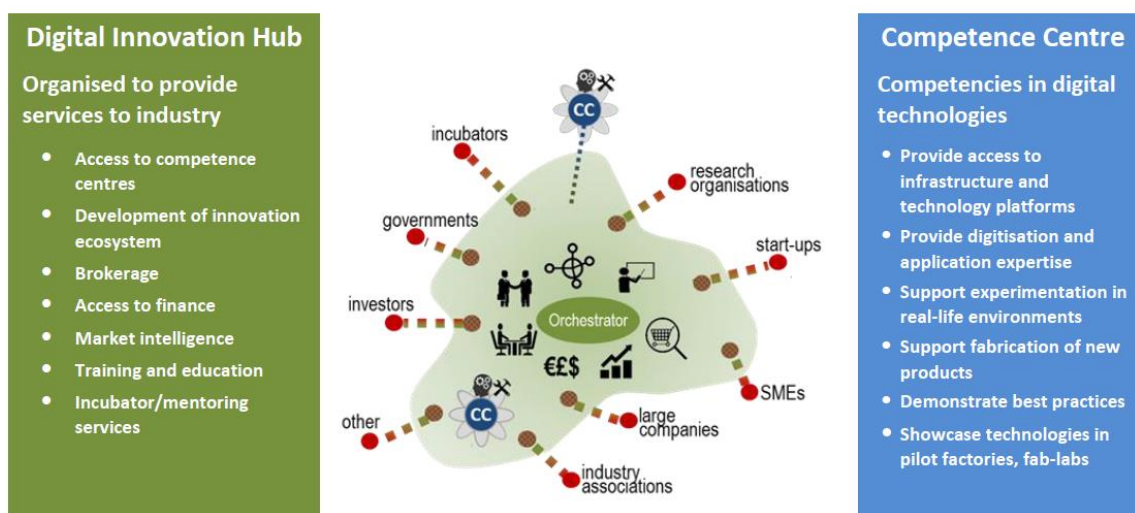 Digital Innovation Hub
Organised to provide
services to industry
• Access to competence
centres
• Development of innovation
ecosystem
• Brokerage
• Access to finance
• Market intelligence
• Training and education
• Incubator/mentoring
services
CC
incubators
research
organisations
governments
start-ups
investors
Orchestrator
€£$
SMEs
CC
other
large
companies
industry
associations
Competence Centre
Competencies in digital
technologies
• Provide access to
infrastructure and
technology platforms
• Provide digitisation and
application expertise
• Support experimentation in
real-life environments
• Support fabrication of new
products
• Demonstrate best practices
• Showcase technologies in
pilot factories, fab-labs